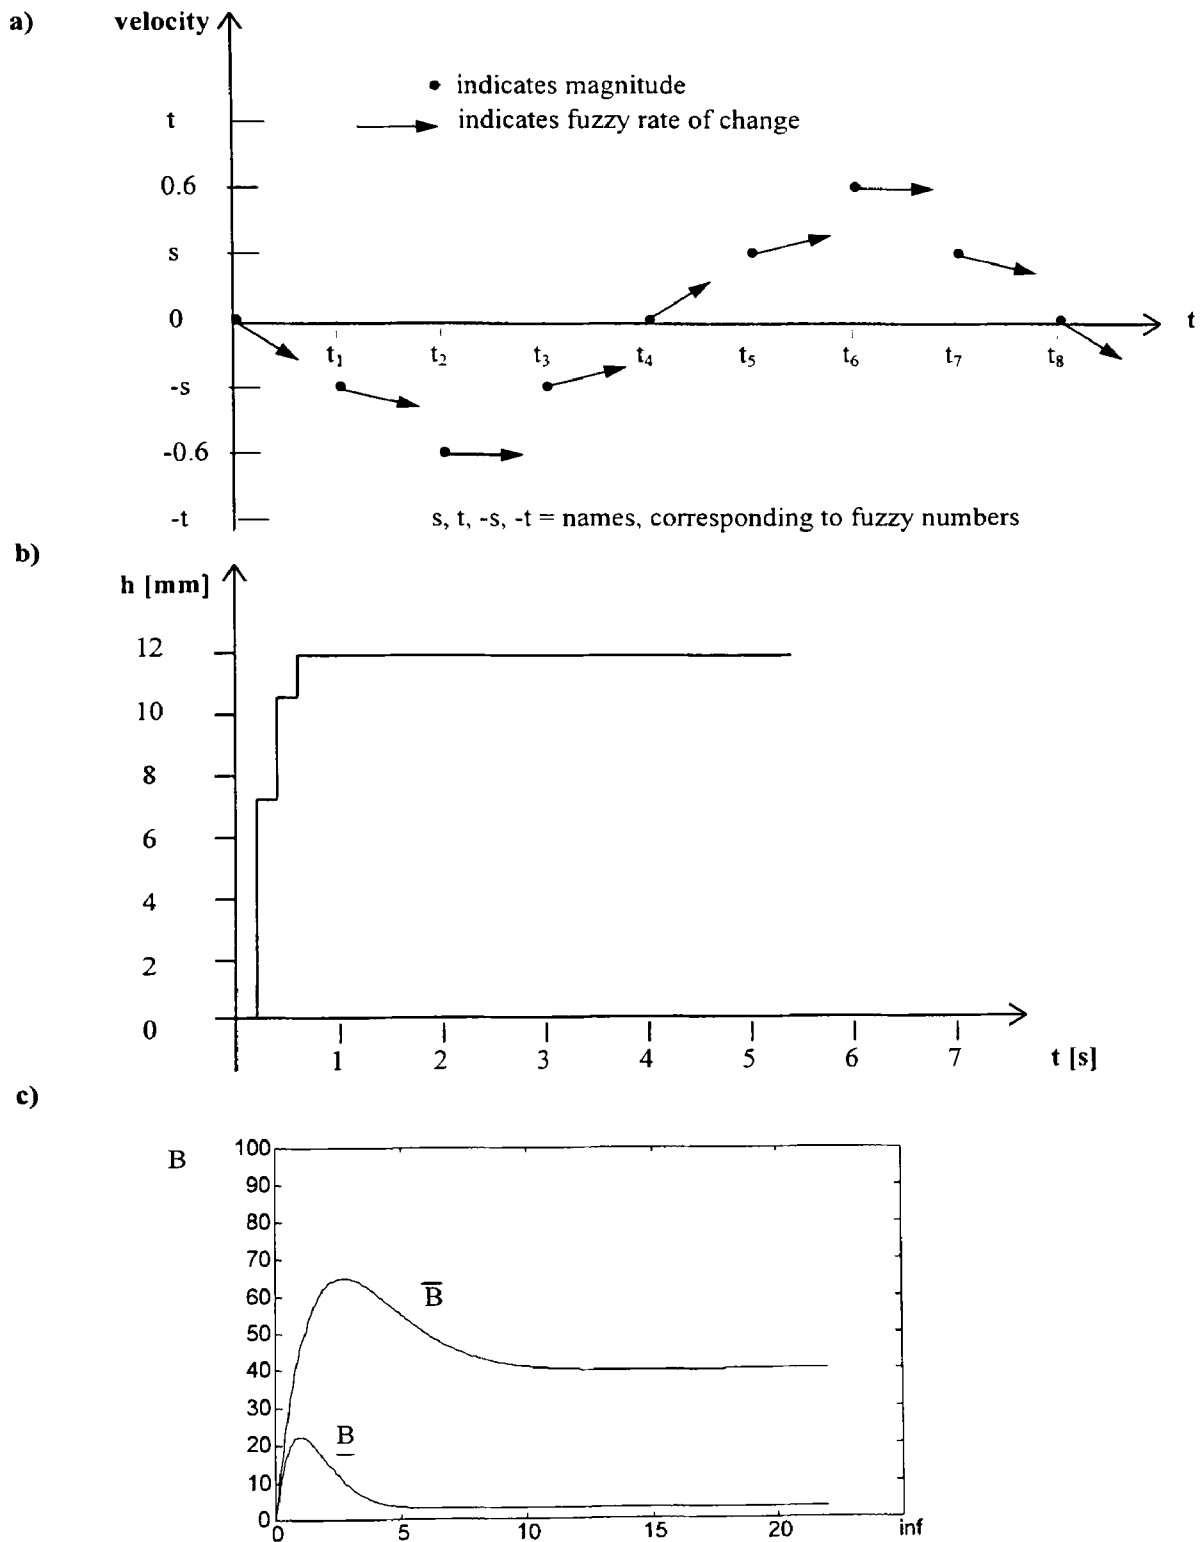 a)
velocity
• indicates magnitude
indicates fuzzy rate of change
t
0.6
s
0
t
t₁ t₂ t₃ t₄ t₅ t₆ t₇ t₈
-s
-0.6
-t
s, t, -s, -t = names, corresponding to fuzzy numbers
b)
h [mm]
12
10
8
6
4
2
0
1 2 3 4 5 6 7 t [s]
c)
B
100
90
80
70
60
50
40
30
20
10
0
B̅
B̲
0 5 10 15 20 inf